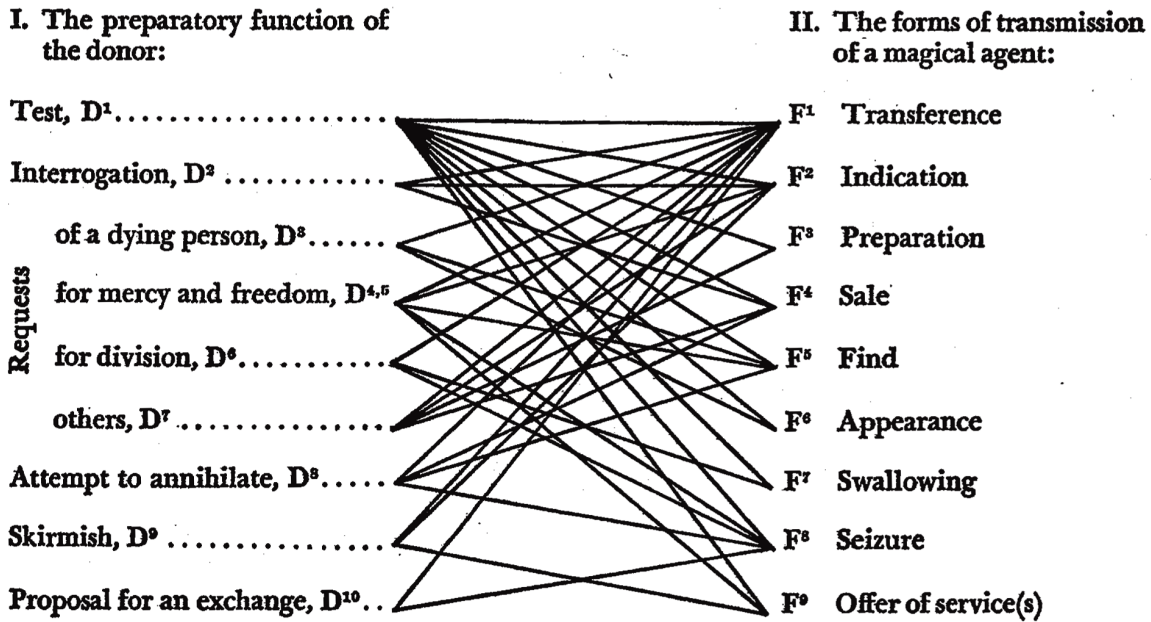 I. The preparatory function of
the donor:
Test, D¹....................
Interrogation, D² ............
of a dying person, D³......
for mercy and freedom, D⁴,⁵
Requests
for division, D⁶...........
others, D⁷ ................
Attempt to annihilate, D⁸.....
Skirmish, D⁹ ................
Proposal for an exchange, D¹⁰..
II. The forms of transmission
of a magical agent:
F¹ Transference
F² Indication
F³ Preparation
F⁴ Sale
F⁵ Find
F⁶ Appearance
F⁷ Swallowing
F⁸ Seizure
F⁹ Offer of service(s)